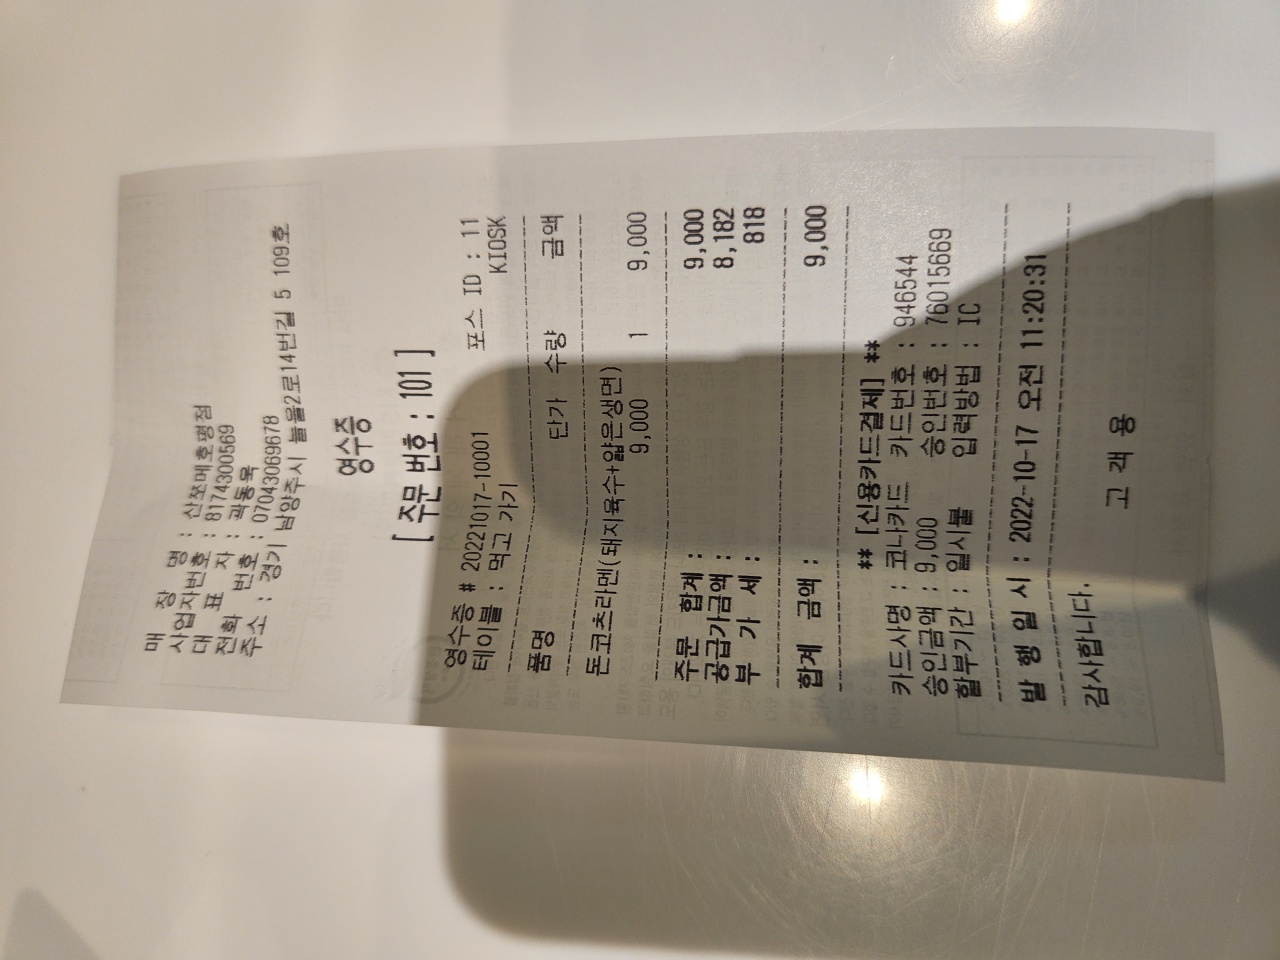 매 장 명 : 산쪼메호평점
사업자번호 : 8174300569
대 표 자 : 곽동욱
전화 번호 : 07043069678
주소 : 경기 남양주시 늘을2로14번길 5 109호
영수증
[ 주문 번호 : 101 ]
영수증 # 20221017-10001 포스 ID : 11
테이블 : 먹고 가기 KIOSK
품명 단가 수량 금액
돈코츠라멘(돼지육수+얇은생면)
9,000 1 9,000
주문 합계 : 9,000
공급가금액 : 8,182
부 가 세 : 818
합계 금액 : 9,000
** [신용카드결제] **
카드사명 : 코나카드 카드번호 : 946544
승인금액 : 9,000 승인번호 : 76015669
할부기간 : 일시불 입력방법 : IC
발 행 일 시 : 2022-10-17 오전 11:20:31
감사합니다.
고 객 용